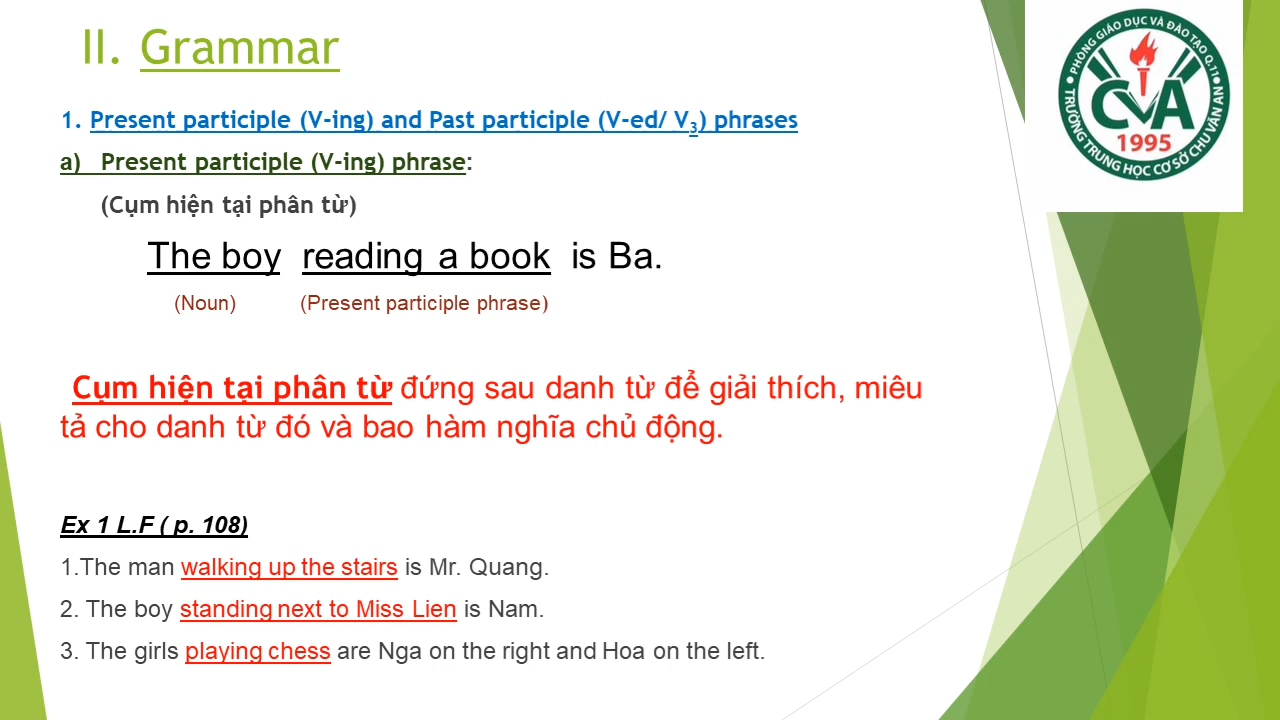 II. Grammar
PHÒNG GIÁO DỤC VÀ ĐÀO TẠO Q.11
TRƯỜNG TRUNG HỌC CƠ SỞ CHU VĂN AN
CVA
1995
1. Present participle (V-ing) and Past participle (V-ed/ V3) phrases
a) Present participle (V-ing) phrase:
(Cụm hiện tại phân từ)
The boy reading a book is Ba.
(Noun) (Present participle phrase)
Cụm hiện tại phân từ đứng sau danh từ để giải thích, miêu
tả cho danh từ đó và bao hàm nghĩa chủ động.
Ex 1 L.F ( p. 108)
1.The man walking up the stairs is Mr. Quang.
2. The boy standing next to Miss Lien is Nam.
3. The girls playing chess are Nga on the right and Hoa on the left.